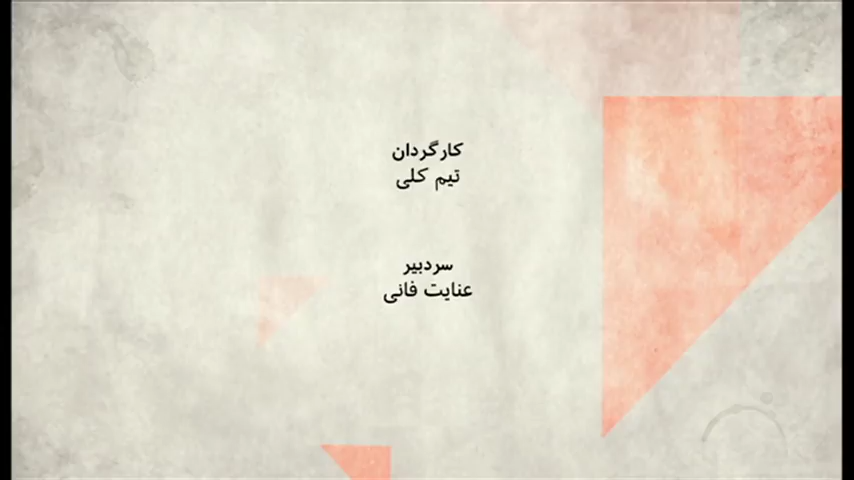 کارگردان
تیم کلی
سردبیر
عنایت فانی